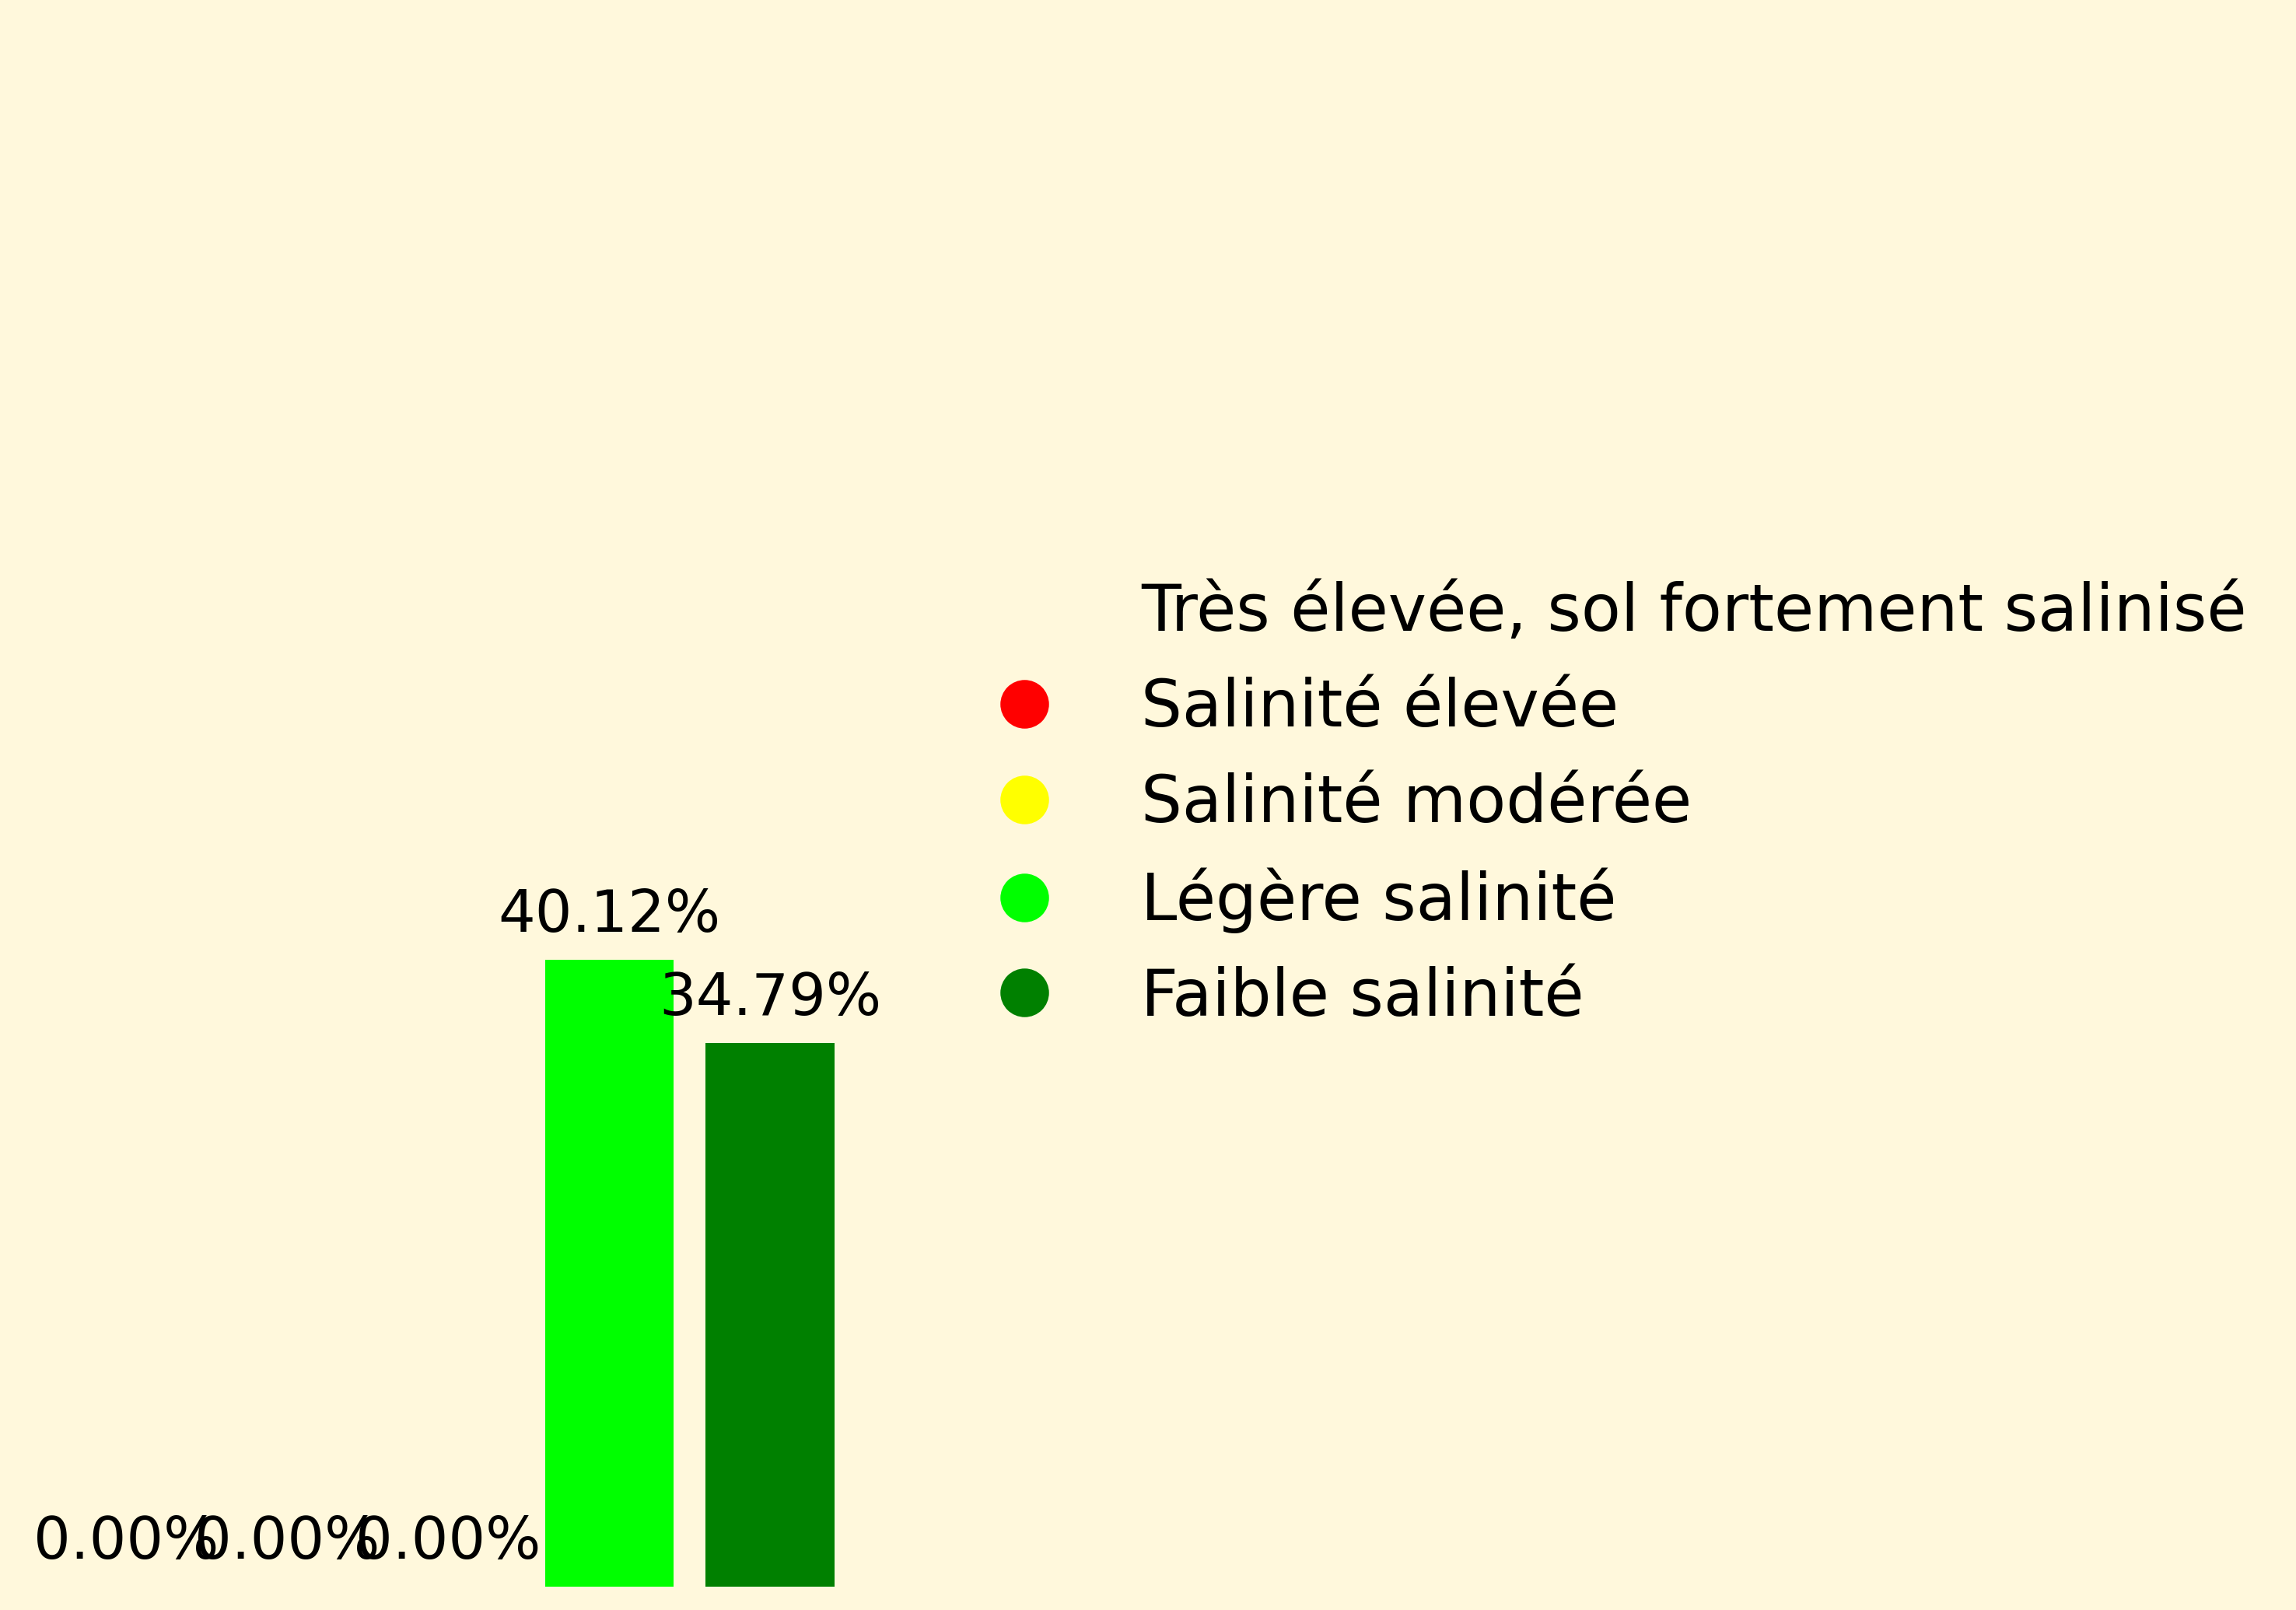 Très élevée, sol fortement salinisé
Salinité élevée
Salinité modérée
Légère salinité
Faible salinité
40.12%
34.79%
0.00% 0.00% 0.00%